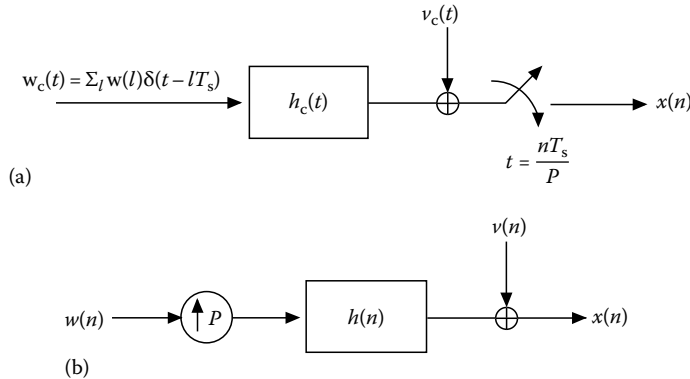 v_c(t)
w_c(t) = Σ_l w(l)δ(t – lT_s)
h_c(t)
x(n)
t = nT_s / P
(a)
v(n)
w(n)
P
h(n)
x(n)
(b)